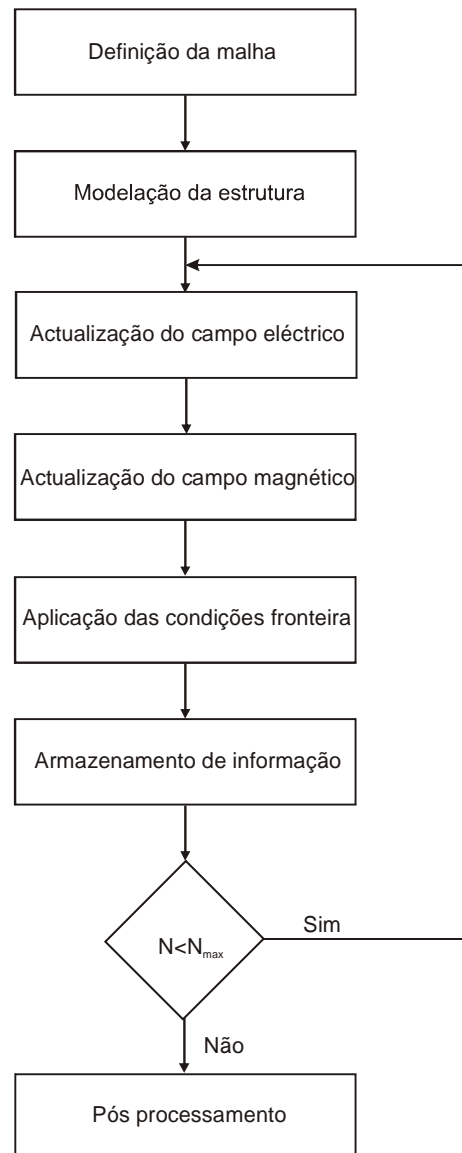 Definição da malha
Modelação da estrutura
Actualização do campo eléctrico
Actualização do campo magnético
Aplicação das condições fronteira
Armazenamento de informação
N<Nmax
Sim
Não
Pós processamento